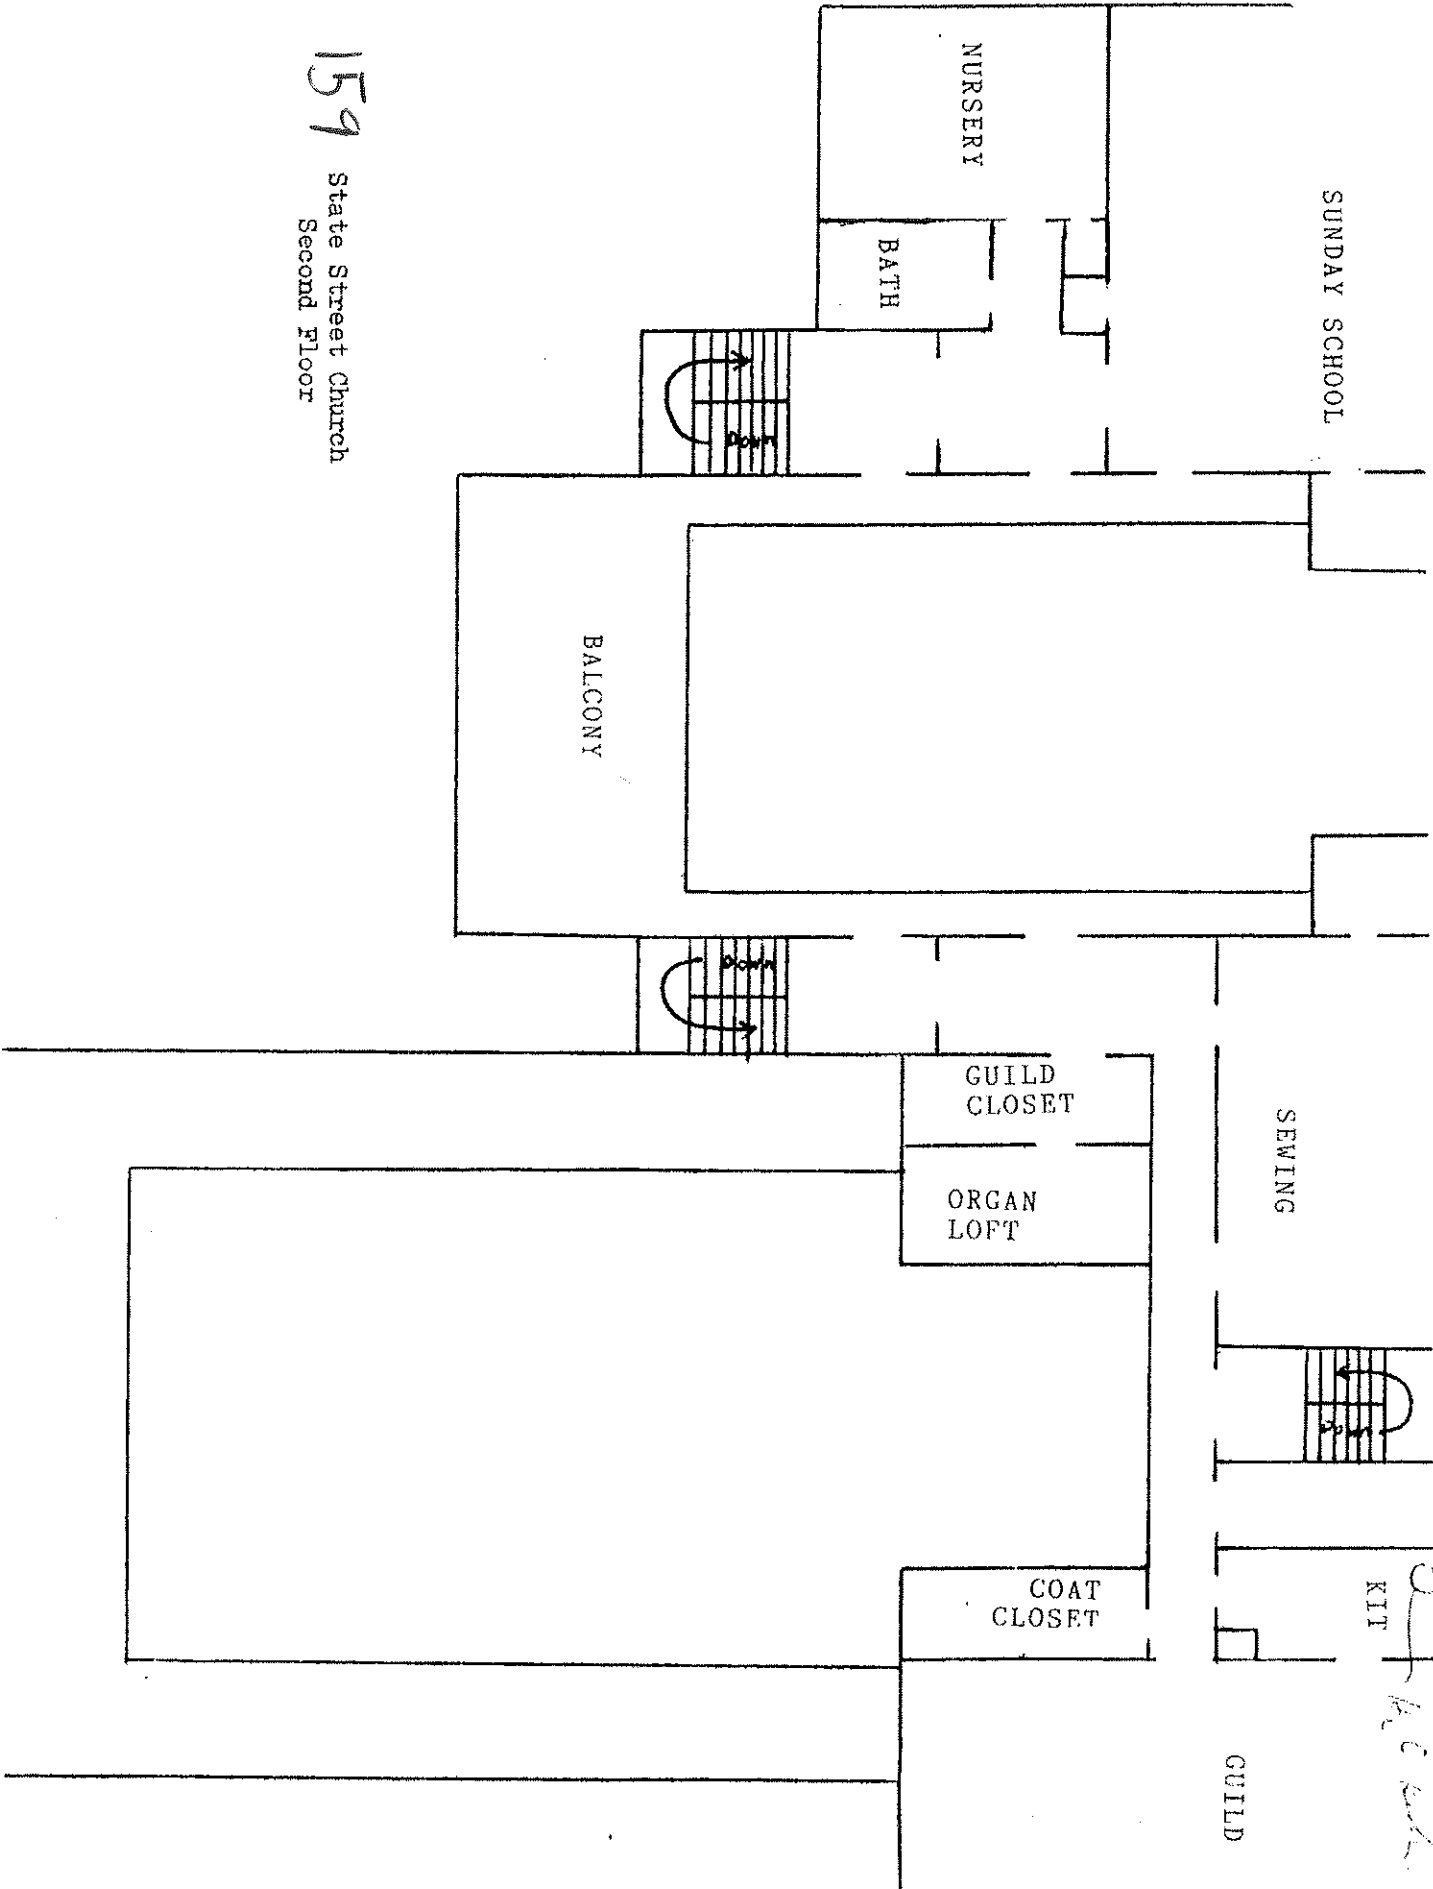 SUNDAY SCHOOL
NURSERY
BATH
Down
BALCONY
Down
GUILD
CLOSET
ORGAN
LOFT
SEWING
Down
KIT
COAT
CLOSET
GUILD
159 State Street Church
Second Floor